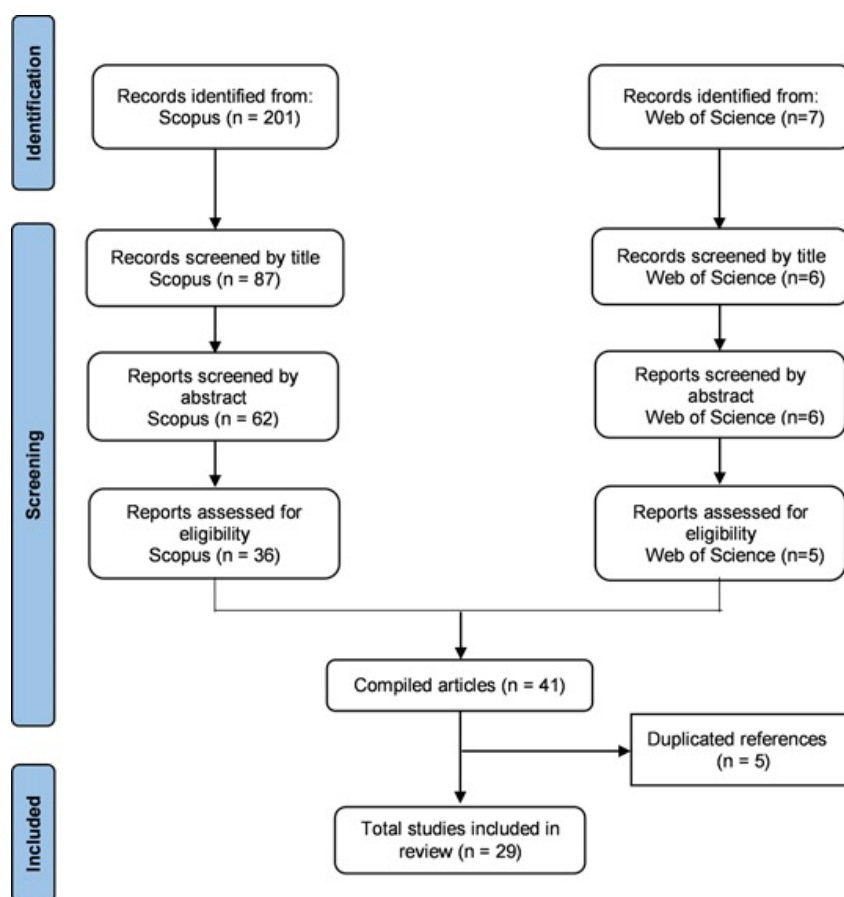 Identification
Records identified from:
Scopus (n = 201)
Records identified from:
Web of Science (n=7)
Screening
Records screened by title
Scopus (n = 87)
Records screened by title
Web of Science (n=6)
Reports screened by
abstract
Scopus (n = 62)
Reports screened by
abstract
Web of Science (n=6)
Reports assessed for
eligibility
Scopus (n = 36)
Reports assessed for
eligibility
Web of Science (n=5)
Compiled articles (n = 41)
Duplicated references
(n = 5)
Included
Total studies included in
review (n = 29)